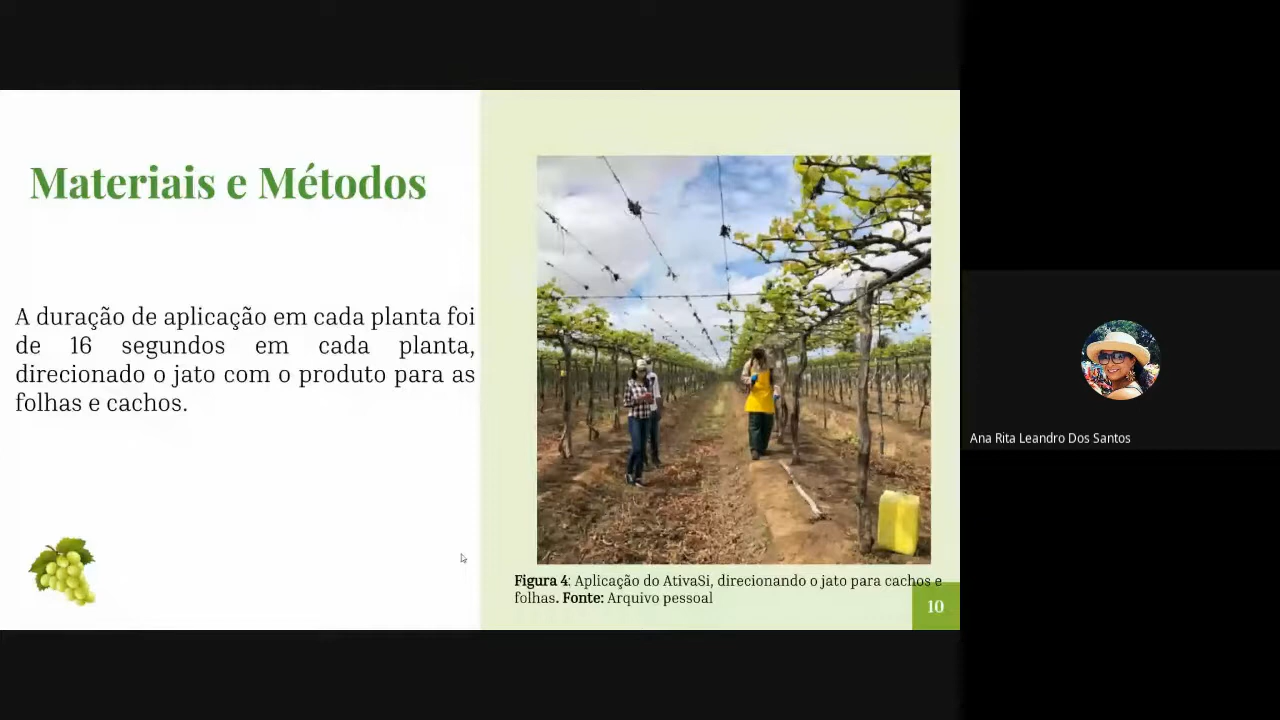 Materiais e Métodos
A duração de aplicação em cada planta foi
de 16 segundos em cada planta,
direcionado o jato com o produto para as
folhas e cachos.
Figura 4: Aplicação do AtivaSi, direcionando o jato para cachos e
folhas. Fonte: Arquivo pessoal
10
Ana Rita Leandro Dos Santos